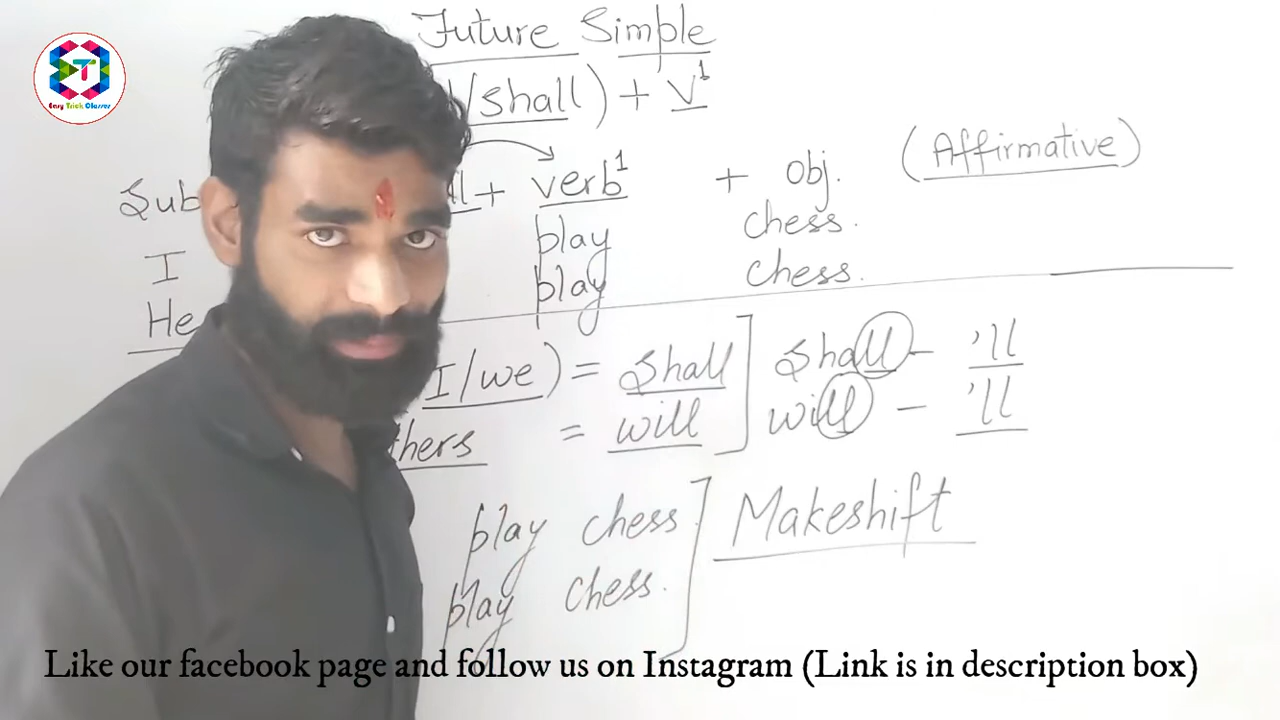 Future Simple
/shall) + V¹
Easy Trick Classes
(Affirmative)
Sub ll + verb¹ + obj.
I play chess.
He play chess.
I/we) = shall ] shall - 'll
thers = will will - 'll
play chess ] Makeshift
play chess.
Like our facebook page and follow us on Instagram (Link is in description box)